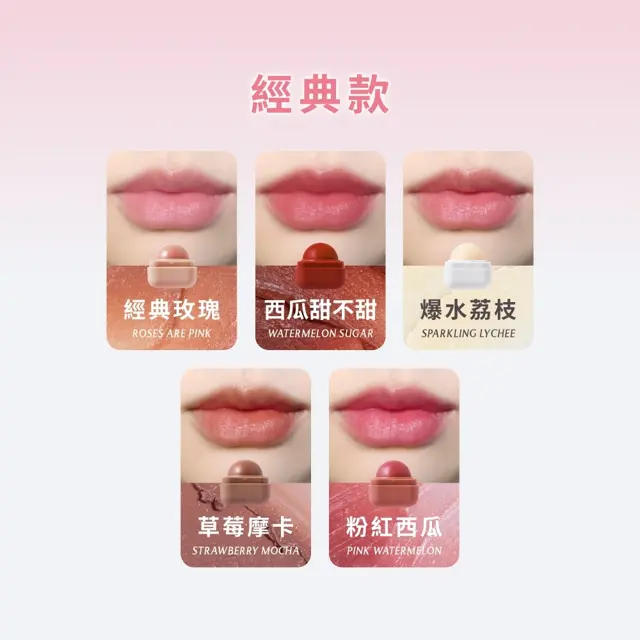 經典款
經典玫瑰
ROSES ARE PINK
西瓜甜不甜
WATERMELON SUGAR
爆水荔枝
SPARKLING LYCHEE
草莓摩卡
STRAWBERRY MOCHA
粉紅西瓜
PINK WATERMELON